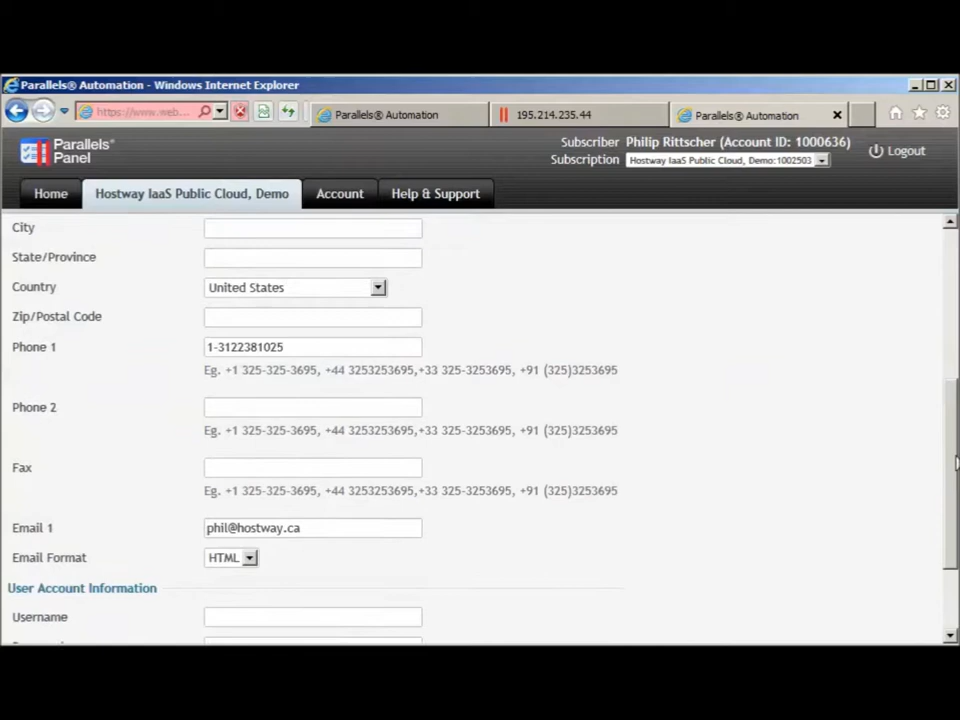 Parallels® Automation - Windows Internet Explorer
https://www.web...
Parallels® Automation
195.214.235.44
Parallels® Automation
Parallels®
Panel
Subscriber Philip Rittscher (Account ID: 1000636)
Subscription Hostway IaaS Public Cloud, Demo:1002503
Logout
Home
Hostway IaaS Public Cloud, Demo
Account
Help & Support
City
State/Province
Country United States
Zip/Postal Code
Phone 1 1-3122381025
Eg. +1 325-325-3695, +44 3253253695,+33 325-3253695, +91 (325)3253695
Phone 2
Eg. +1 325-325-3695, +44 3253253695,+33 325-3253695, +91 (325)3253695
Fax
Eg. +1 325-325-3695, +44 3253253695,+33 325-3253695, +91 (325)3253695
Email 1 phil@hostway.ca
Email Format HTML
User Account Information
Username